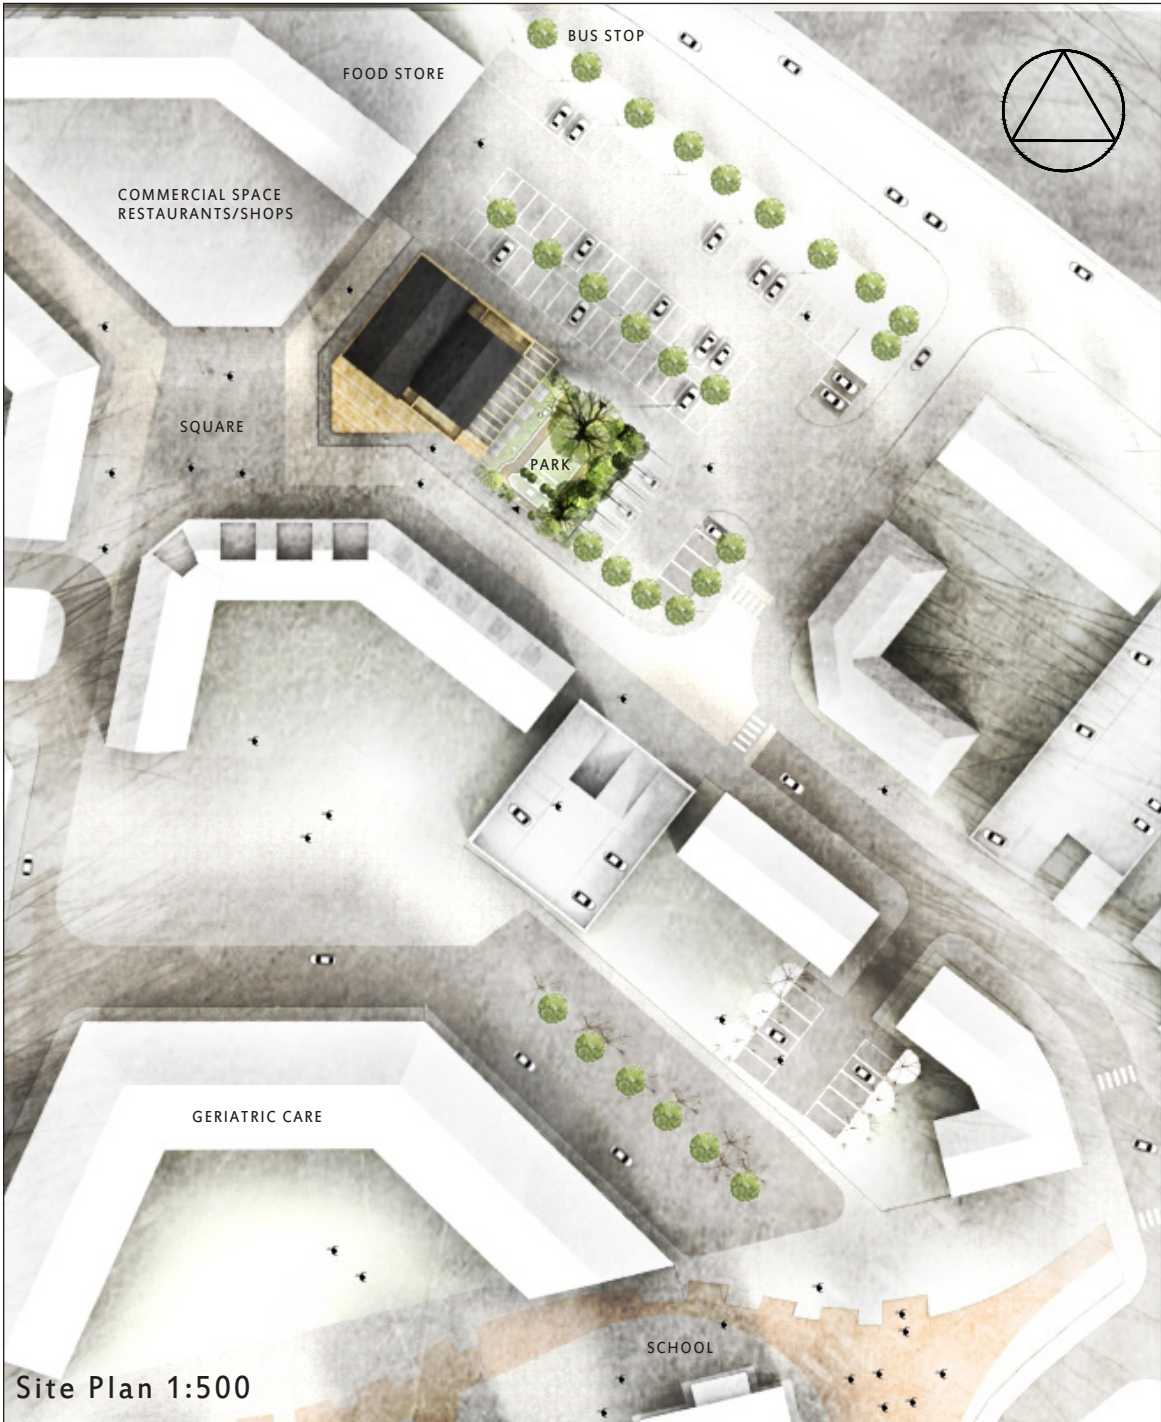 BUS STOP
FOOD STORE
COMMERCIAL SPACE
RESTAURANTS/SHOPS
SQUARE
PARK
GERIATRIC CARE
SCHOOL
Site Plan 1:500